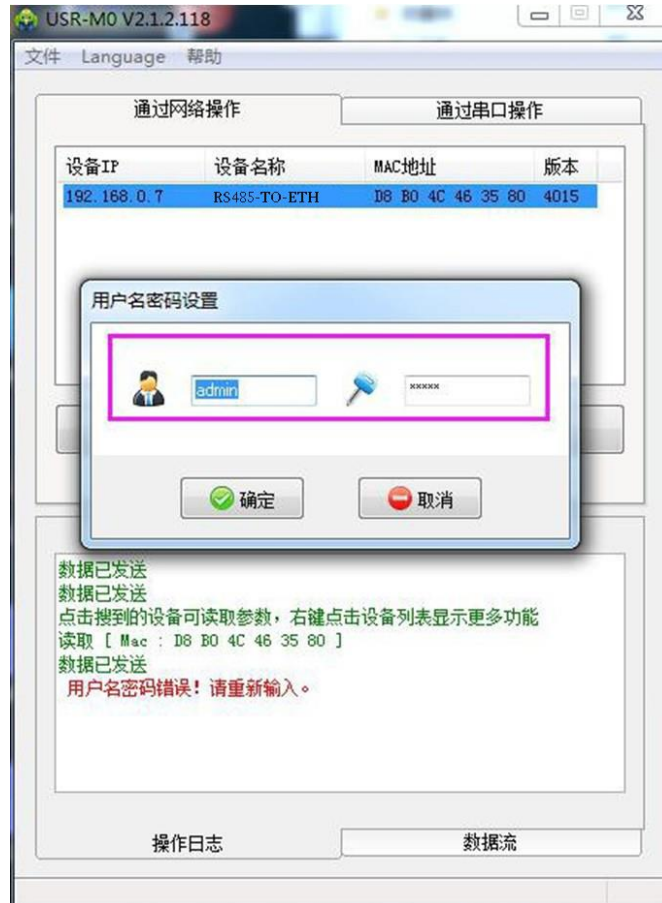 USR-M0 V2.1.2.118
文件 Language 帮助
通过网络操作 通过串口操作
设备IP 设备名称 MAC地址 版本
192.168.0.7 RS485-TO-ETH D8 B0 4C 46 35 80 4015
用户名密码设置
admin *****
确定 取消
数据已发送
数据已发送
点击搜到的设备可读取参数，右键点击设备列表显示更多功能
读取 [ Mac : D8 B0 4C 46 35 80 ]
数据已发送
用户名密码错误！请重新输入。
操作日志 数据流